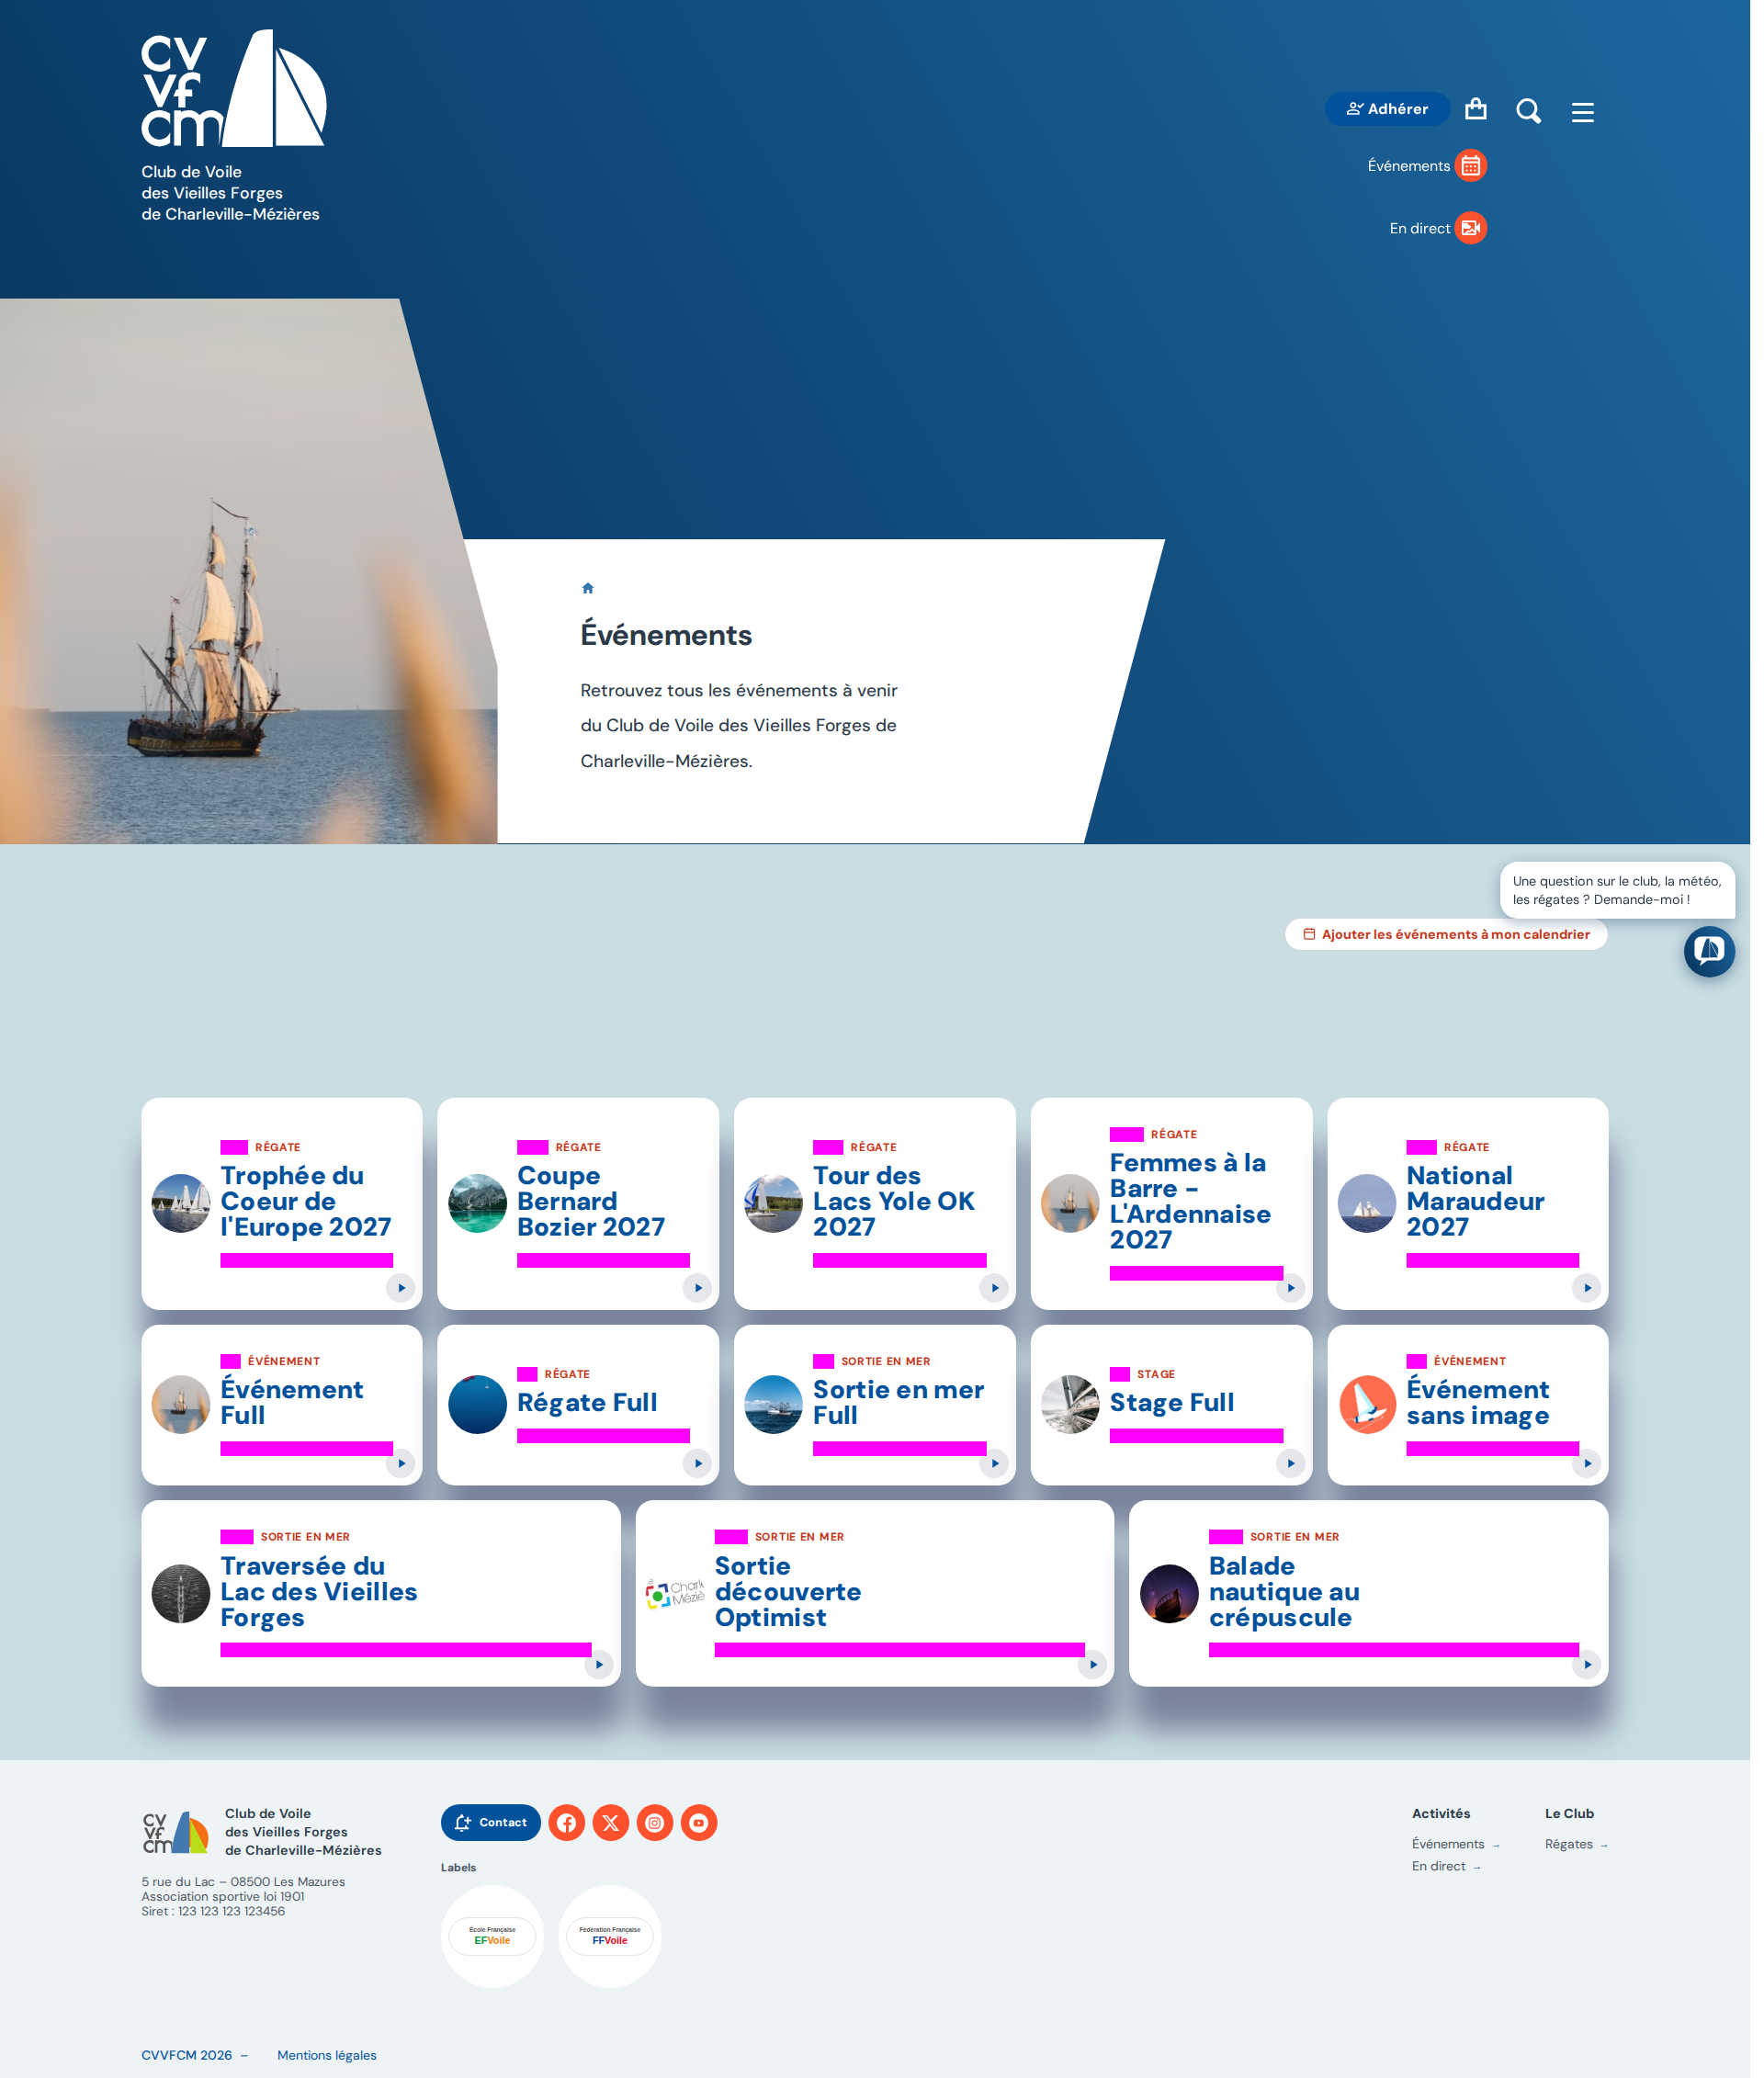 cv
vf
cm
Club de Voile
des Vieilles Forges
de Charleville-Mézières
Adhérer
Événements
En direct
Événements
Retrouvez tous les événements à venir
du Club de Voile des Vieilles Forges de
Charleville-Mézières.
Une question sur le club, la météo,
les régates ? Demande-moi !
Ajouter les événements à mon calendrier
RÉGATE
Trophée du
Coeur de
l'Europe 2027
RÉGATE
Coupe
Bernard
Bozier 2027
RÉGATE
Tour des
Lacs Yole OK
2027
RÉGATE
Femmes à la
Barre -
L'Ardennaise
2027
RÉGATE
National
Maraudeur
2027
ÉVÉNEMENT
Événement
Full
RÉGATE
Régate Full
SORTIE EN MER
Sortie en mer
Full
STAGE
Stage Full
ÉVÉNEMENT
Événement
sans image
SORTIE EN MER
Traversée du
Lac des Vieilles
Forges
SORTIE EN MER
Sortie
découverte
Optimist
SORTIE EN MER
Balade
nautique au
crépuscule
cv
vf
cm
Club de Voile
des Vieilles Forges
de Charleville-Mézières
5 rue du Lac – 08500 Les Mazures
Association sportive loi 1901
Siret : 123 123 123 123456
Contact
Labels
École Française
EFVoile
Fédération Française
FFVoile
Activités
Événements →
En direct →
Le Club
Régates →
CVVFCM 2026 –
Mentions légales